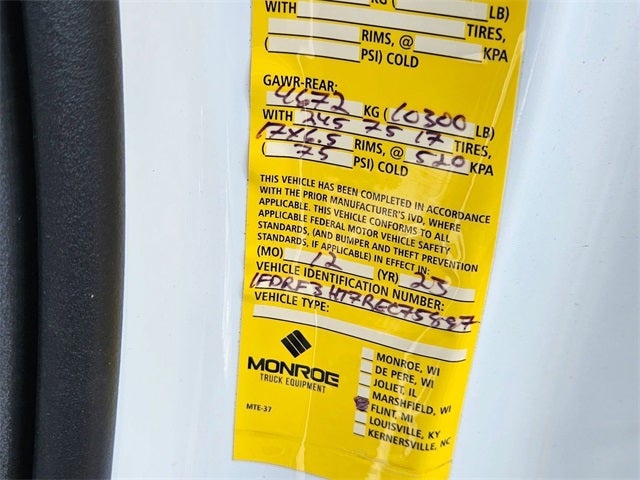 KG ( LB)
WITH TIRES,
RIMS, @ KPA
( PSI) COLD
GAWR-REAR:
4672 KG ( 10300 LB)
WITH 245 75 17 TIRES,
17x6.5 RIMS, @ 520 KPA
( 75 PSI) COLD
THIS VEHICLE HAS BEEN COMPLETED IN ACCORDANCE
WITH THE PRIOR MANUFACTURER'S IVD, WHERE
APPLICABLE. THIS VEHICLE CONFORMS TO ALL
APPLICABLE FEDERAL MOTOR VEHICLE SAFETY
STANDARDS, (AND BUMPER AND THEFT PREVENTION
STANDARDS, IF APPLICABLE) IN EFFECT IN:
(MO) 12 (YR) 23
VEHICLE IDENTIFICATION NUMBER:
1FDRF3HT7REC75887
VEHICLE TYPE:
MONROE
TRUCK EQUIPMENT
MONROE, WI
DE PERE, WI
JOLIET, IL
MARSHFIELD, WI
FLINT, MI
LOUISVILLE, KY
KERNERSVILLE, NC
MTE-37